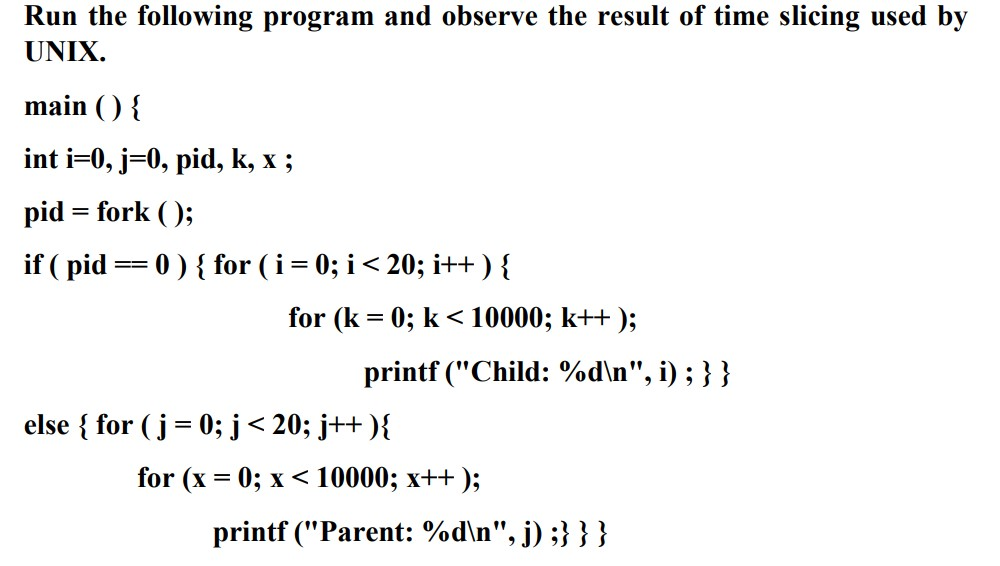 Run the following program and observe the result of time slicing used by
UNIX.
main ( ) {
int i=0, j=0, pid, k, x ;
pid = fork ( );
if ( pid == 0 ) { for ( i = 0; i < 20; i++ ) {
for (k = 0; k < 10000; k++ );
printf ("Child: %d\n", i) ; } }
else { for ( j = 0; j < 20; j++ ){
for (x = 0; x < 10000; x++ );
printf ("Parent: %d\n", j) ;} } }